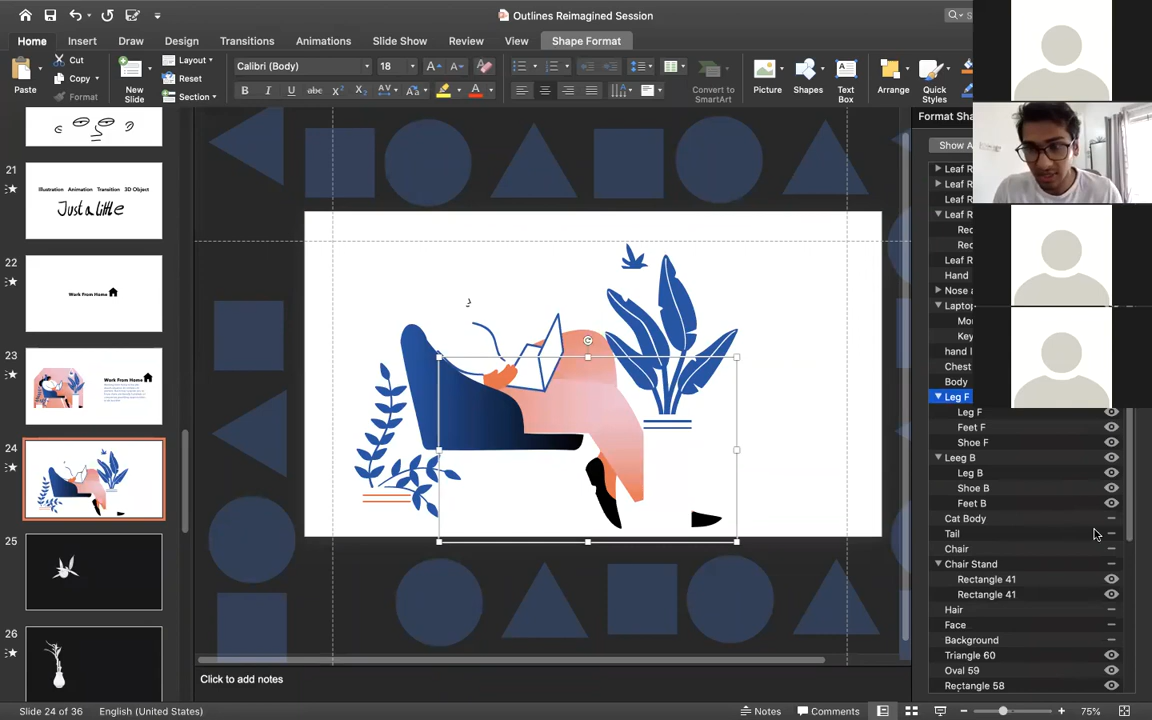 Outlines Reimagined Session
Home Insert Draw Design Transitions Animations Slide Show Review View Shape Format
Paste
Cut
Copy
Format
New
Slide
Layout
Reset
Section
Calibri (Body) 18
B I U abc X² X₂ AV Aa A
Convert to
SmartArt
Picture
Shapes
Text
Box
Arrange
Quick
Styles
21
Illustration Animation Transition 3D Object
Just a little
22
Work From Home
23
Work From Home
24
25
26
Format Sha
Show A
Leaf R
Leaf R
Leaf R
Leaf R
Rec
Rec
Leaf R
Hand
Nose a
Laptop
Mo
Key
hand l
Chest
Body
Leg F
Leg F
Feet F
Shoe F
Leeg B
Leg B
Shoe B
Feet B
Cat Body
Tail
Chair
Chair Stand
Rectangle 41
Rectangle 41
Hair
Face
Background
Triangle 60
Oval 59
Rectangle 58
Click to add notes
Slide 24 of 36 English (United States) Notes Comments 75%